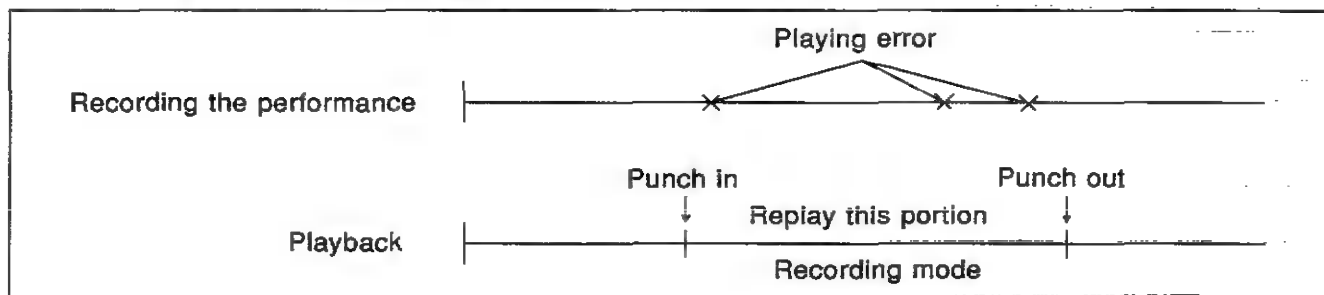 Playing error
Recording the performance
Punch in
Punch out
Replay this portion
Playback
Recording mode